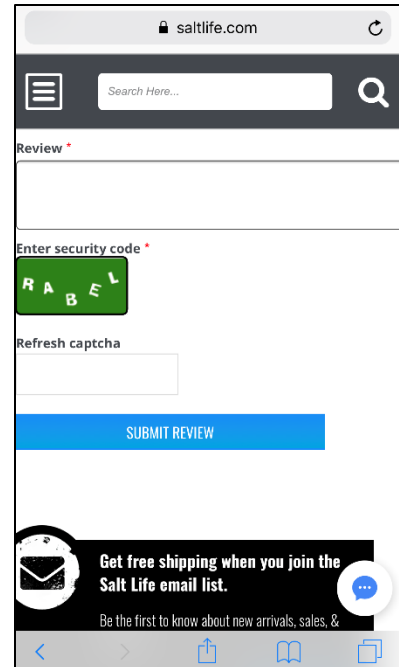 saltlife.com
Search Here...
Review *
Enter security code *
R A B E L
Refresh captcha
SUBMIT REVIEW
Get free shipping when you join the
Salt Life email list.
Be the first to know about new arrivals, sales, &